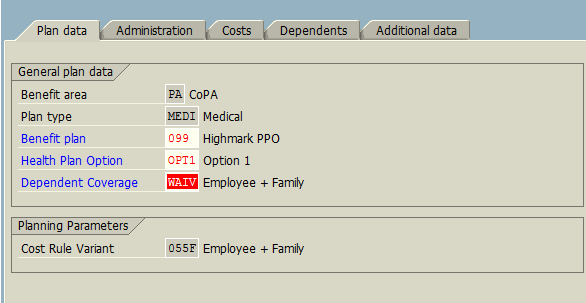 Plan data Administration Costs Dependents Additional data
General plan data
Benefit area PA CoPA
Plan type MEDI Medical
Benefit plan 099 Highmark PPO
Health Plan Option OPT1 Option 1
Dependent Coverage WAIV Employee + Family
Planning Parameters
Cost Rule Variant 055F Employee + Family